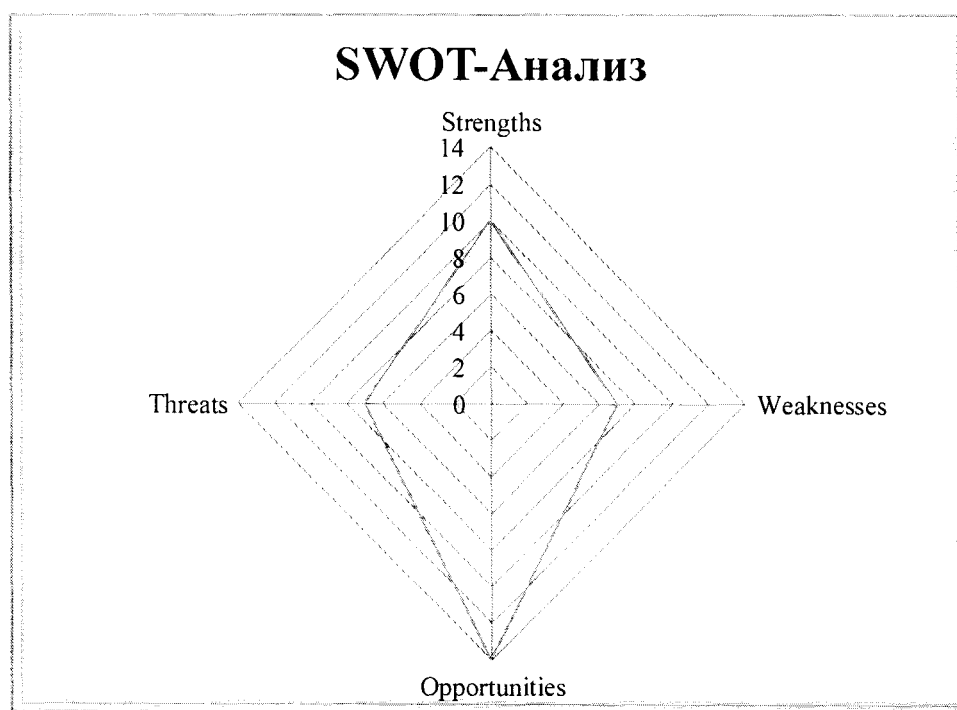 SWOT-Анализ
Strengths
14
12
10
8
6
4
2
0
Threats
Weaknesses
Opportunities